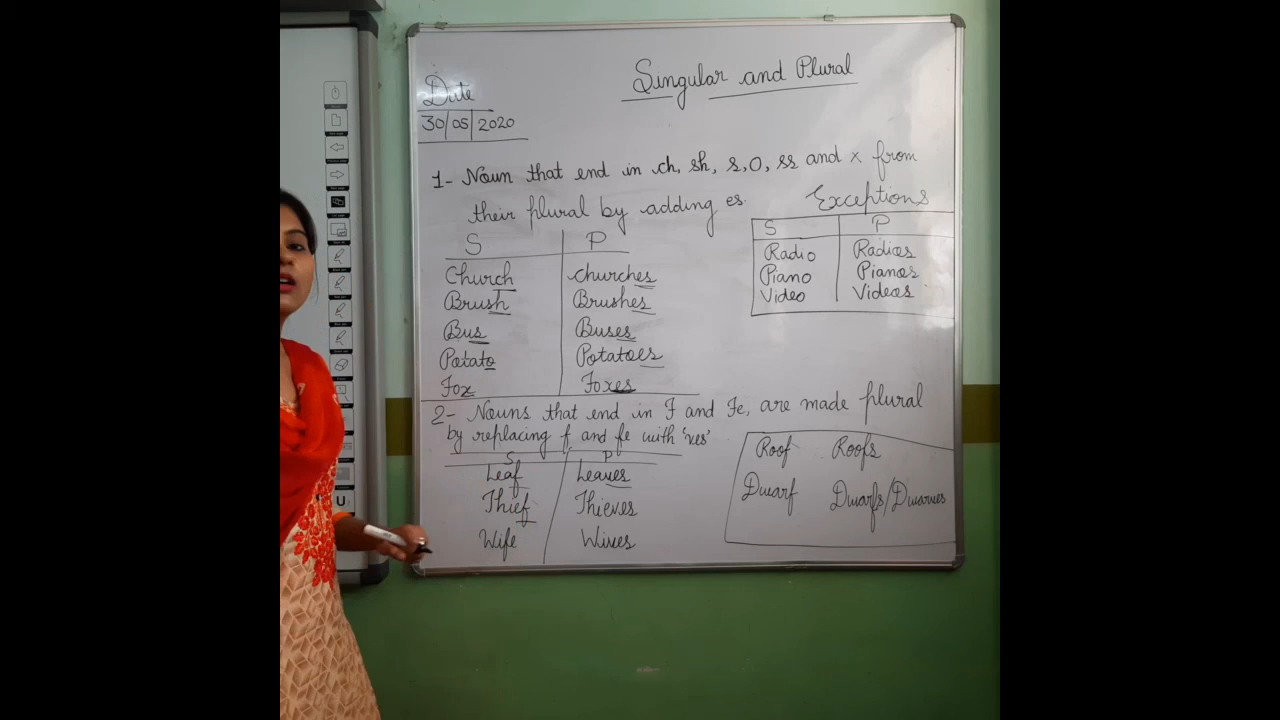 Singular and Plural
Date
30/05/2020
1- Noun that end in ch, sh, s, O, ss and x from
their plural by adding es.
S P
Church churches
Brush Brushes
Bus Buses
Potato Potatoes
Fox Foxes
Exceptions
S P
Radio Radios
Piano Pianos
Video Videos
2- Nouns that end in F and Fe, are made plural
by replacing f and fe with 'ves'
S P
Leaf Leaves
Thief Thieves
Wife Wives
Roof Roofs
Dwarf Dwarfs/Dwarves
U